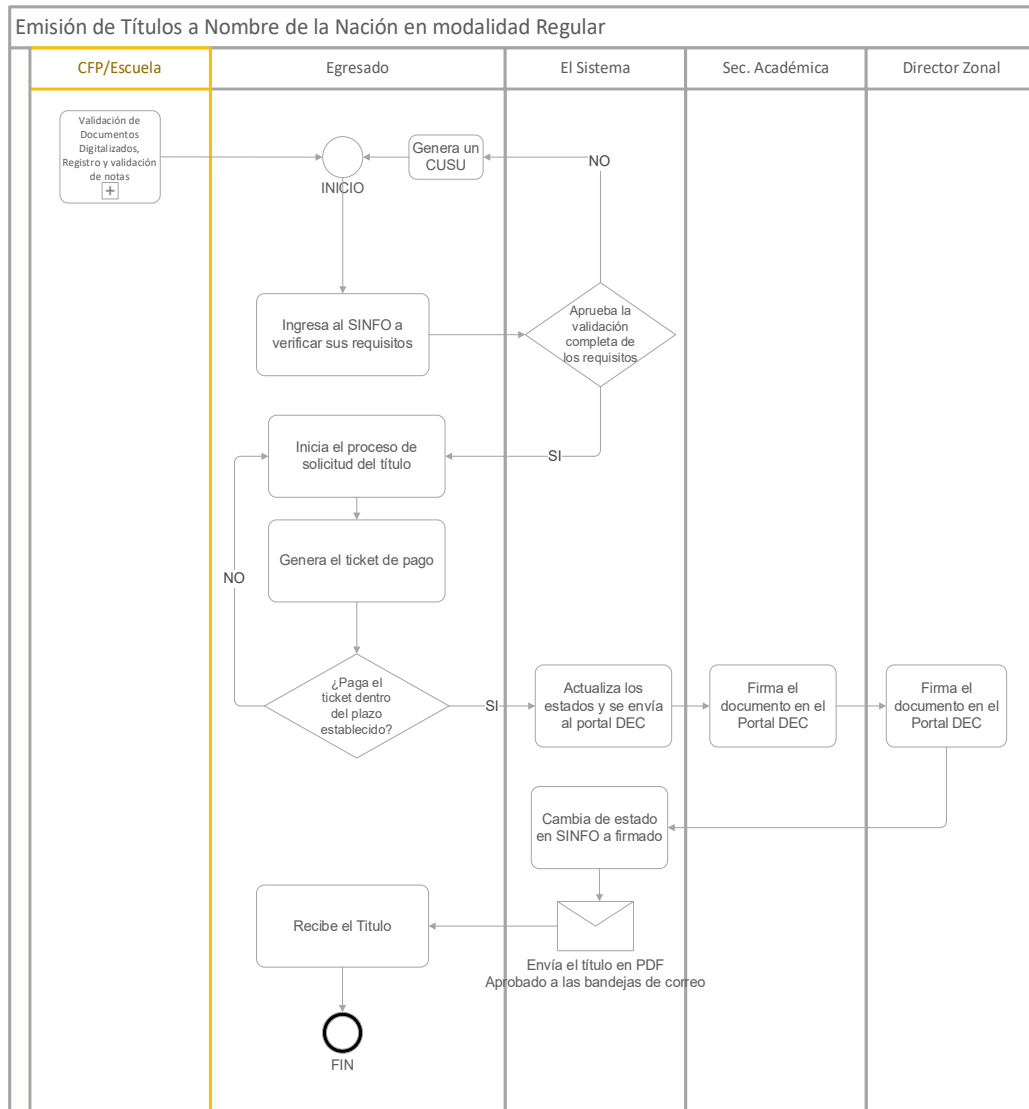 Emisión de Títulos a Nombre de la Nación en modalidad Regular
CFP/Escuela
Egresado
El Sistema
Sec. Académica
Director Zonal
Validación de
Documentos
Digitalizados,
Registro y validación
de notas
INICIO
Genera un
CUSU
NO
Ingresa al SINFO a
verificar sus requisitos
Aprueba la
validación
completa de
los requisitos
Inicia el proceso de
solicitud del título
SI
Genera el ticket de pago
NO
¿Paga el
ticket dentro
del plazo
establecido?
SI
Actualiza los
estados y se envía
al portal DEC
Firma el
documento en el
Portal DEC
Firma el
documento en el
Portal DEC
Cambia de estado
en SINFO a firmado
Recibe el Titulo
Envía el título en PDF
Aprobado a las bandejas de correo
FIN